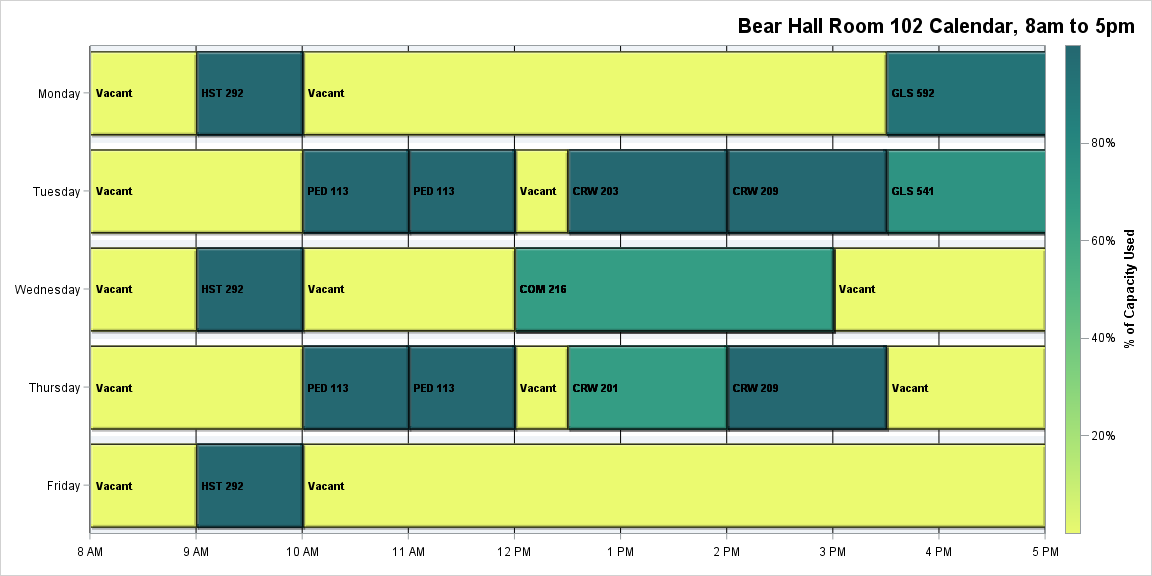 Bear Hall Room 102 Calendar, 8am to 5pm
Monday
Vacant
HST 292
Vacant
GLS 592
Tuesday
Vacant
PED 113
PED 113
Vacant
CRW 203
CRW 209
GLS 541
Wednesday
Vacant
HST 292
Vacant
COM 216
Vacant
Thursday
Vacant
PED 113
PED 113
Vacant
CRW 201
CRW 209
Vacant
Friday
Vacant
HST 292
Vacant
8 AM
9 AM
10 AM
11 AM
12 PM
1 PM
2 PM
3 PM
4 PM
5 PM
80%
60%
40%
20%
% of Capacity Used